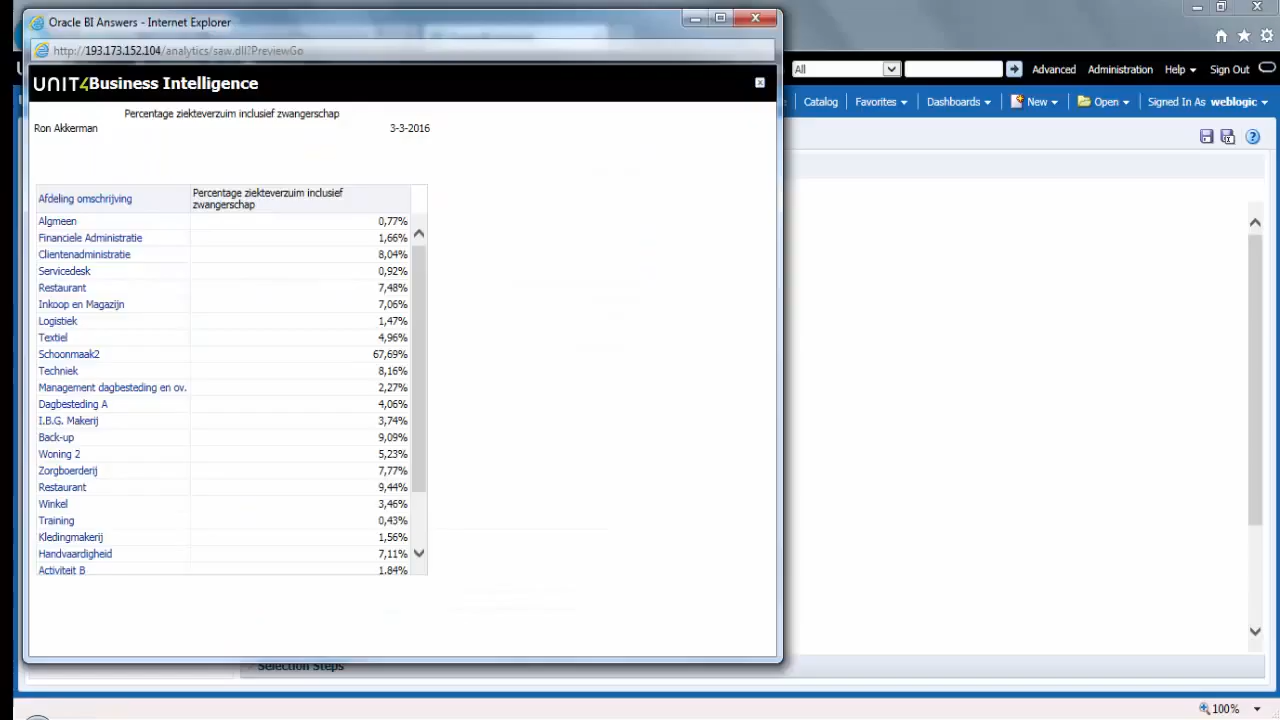 Oracle BI Answers - Internet Explorer
http://193.173.152.104/analytics/saw.dll?PreviewGo
UNIT4 Business Intelligence
All
Advanced Administration Help Sign Out
Catalog Favorites Dashboards New Open Signed In As weblogic
Percentage ziekteverzuim inclusief zwangerschap
Ron Akkerman 3-3-2016
Afdeling omschrijving Percentage ziekteverzuim inclusief
zwangerschap
Algmeen 0,77%
Financiele Administratie 1,66%
Clientenadministratie 8,04%
Servicedesk 0,92%
Restaurant 7,48%
Inkoop en Magazijn 7,06%
Logistiek 1,47%
Textiel 4,96%
Schoonmaak2 67,69%
Techniek 8,16%
Management dagbesteding en ov. 2,27%
Dagbesteding A 4,06%
I.B.G. Makerij 3,74%
Back-up 9,09%
Woning 2 5,23%
Zorgboerderij 7,77%
Restaurant 9,44%
Winkel 3,46%
Training 0,43%
Kledingmakerij 1,56%
Handvaardigheid 7,11%
Activiteit B 1.84%
Selection Steps
100%